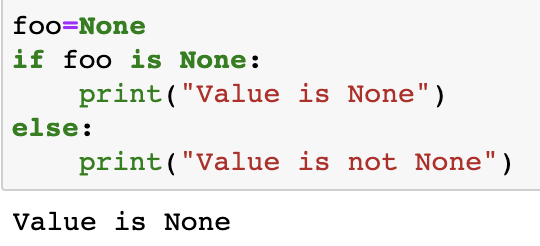 foo=None
if foo is None:
    print("Value is None")
else:
    print("Value is not None")
Value is None